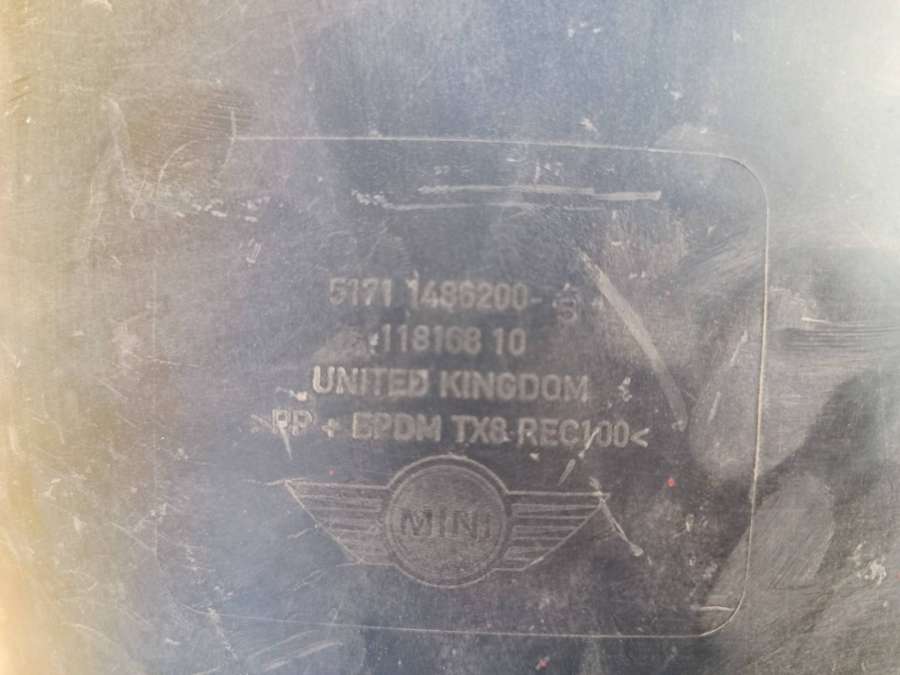 5171 1486200-
118168 10
UNITED KINGDOM
>PP + EPDM TX8 REC100<
MINI